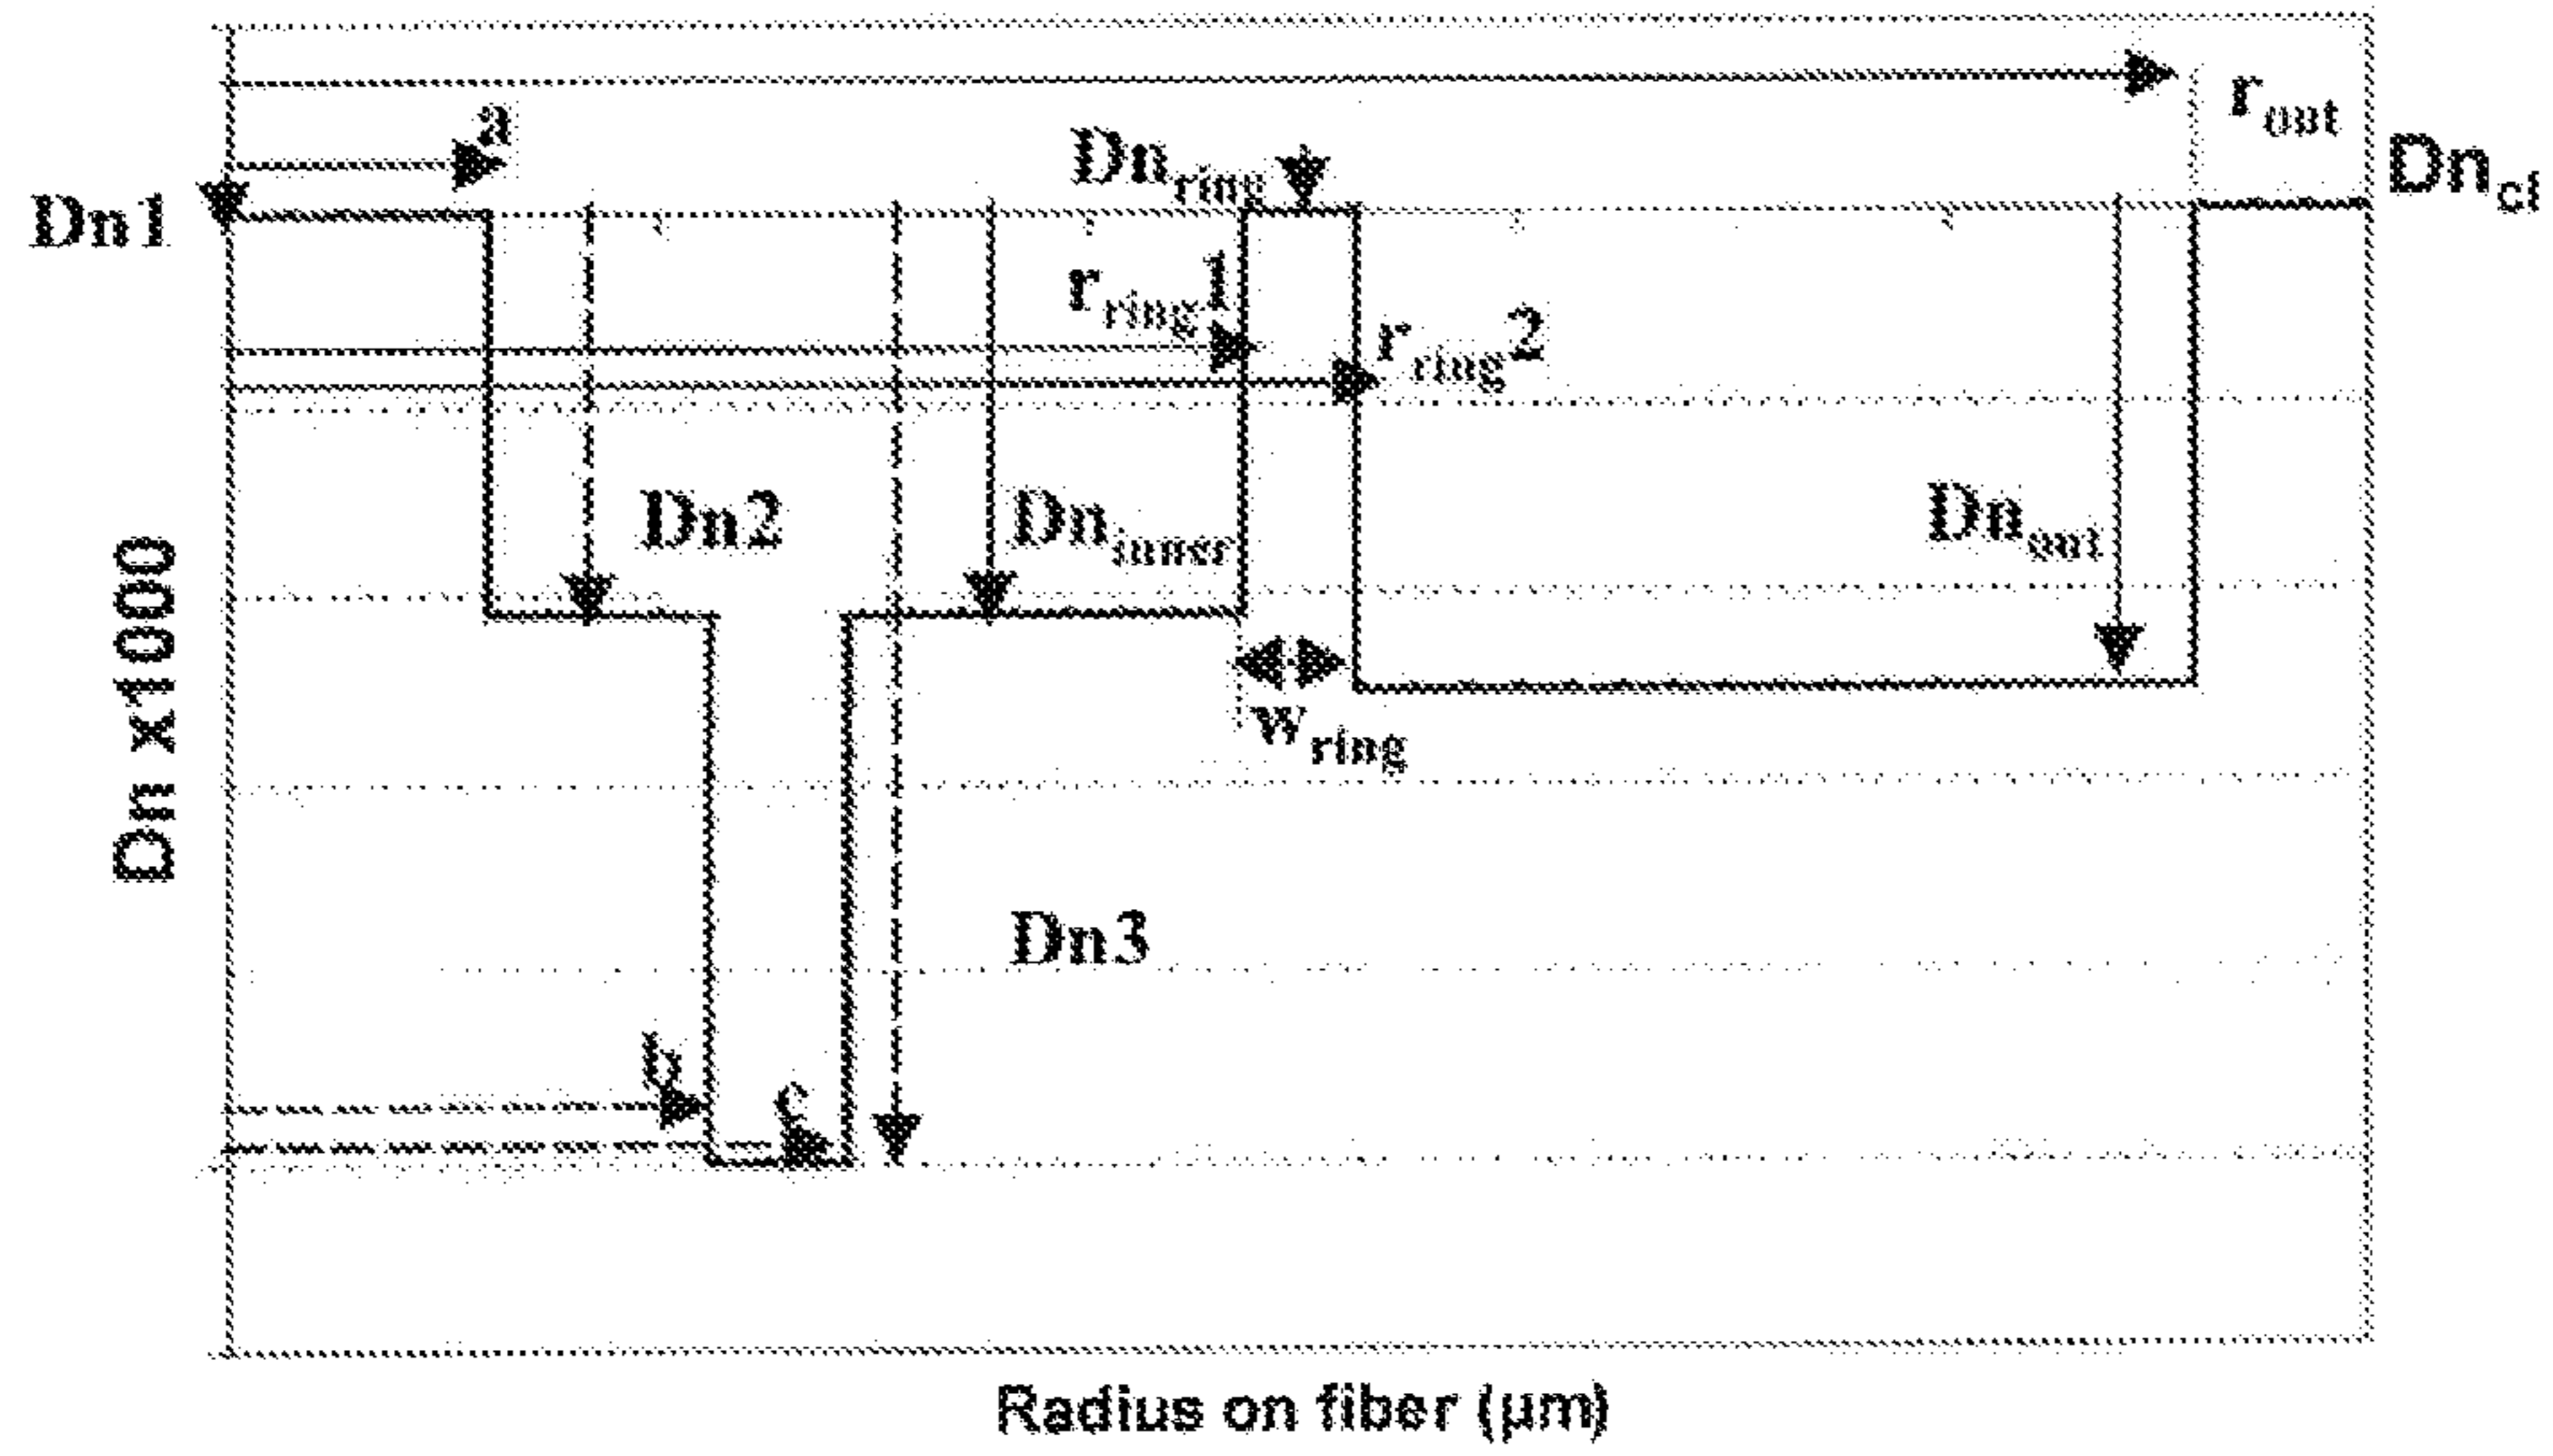 a
r_out
Dn_ring
Dn_cl
Dn1
r_ring1
r_ring2
Dn2
Dn_inner
Dn_out
w_ring
Dn x1000
Dn3
b
c
Radius on fiber (µm)